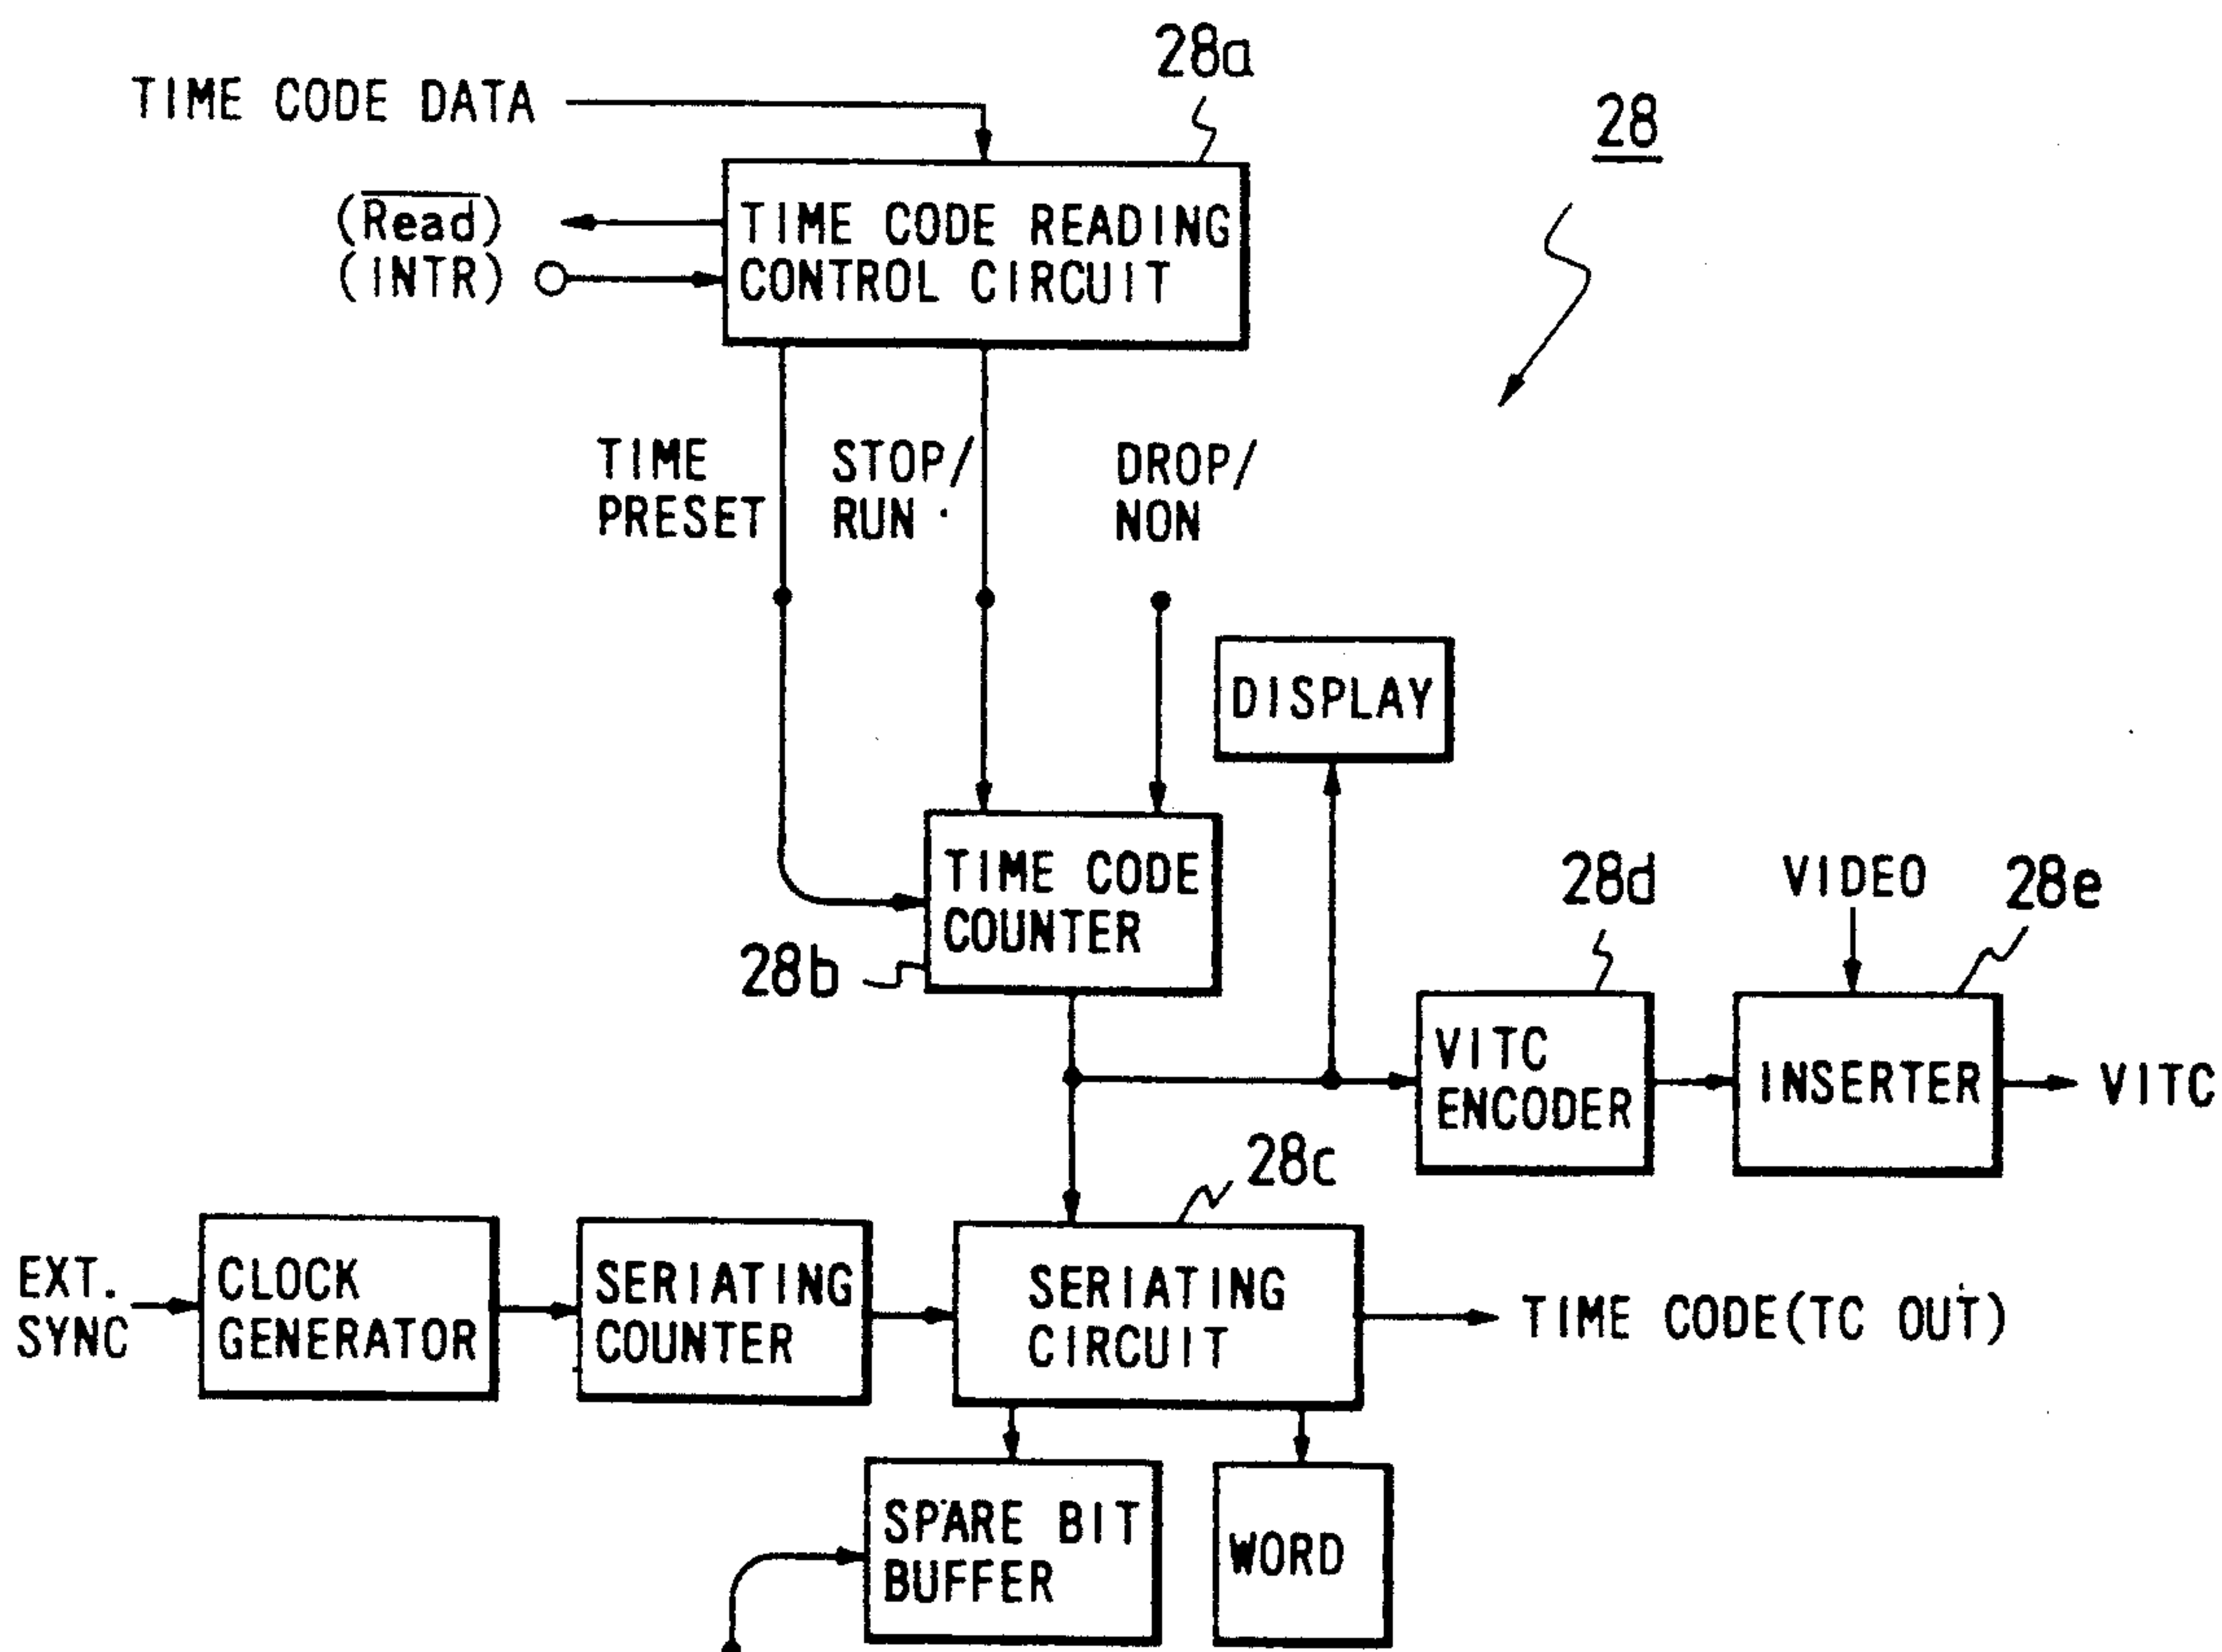 28a
TIME CODE DATA
28
(Read)
(INTR)
TIME CODE READING
CONTROL CIRCUIT
TIME
PRESET
STOP/
RUN
DROP/
NON
DISPLAY
TIME CODE
COUNTER
28b
28d
VIDEO
28e
VITC
ENCODER
INSERTER
VITC
28c
EXT.
SYNC
CLOCK
GENERATOR
SERIATING
COUNTER
SERIATING
CIRCUIT
TIME CODE(TC OUT)
SPARE BIT
BUFFER
WORD